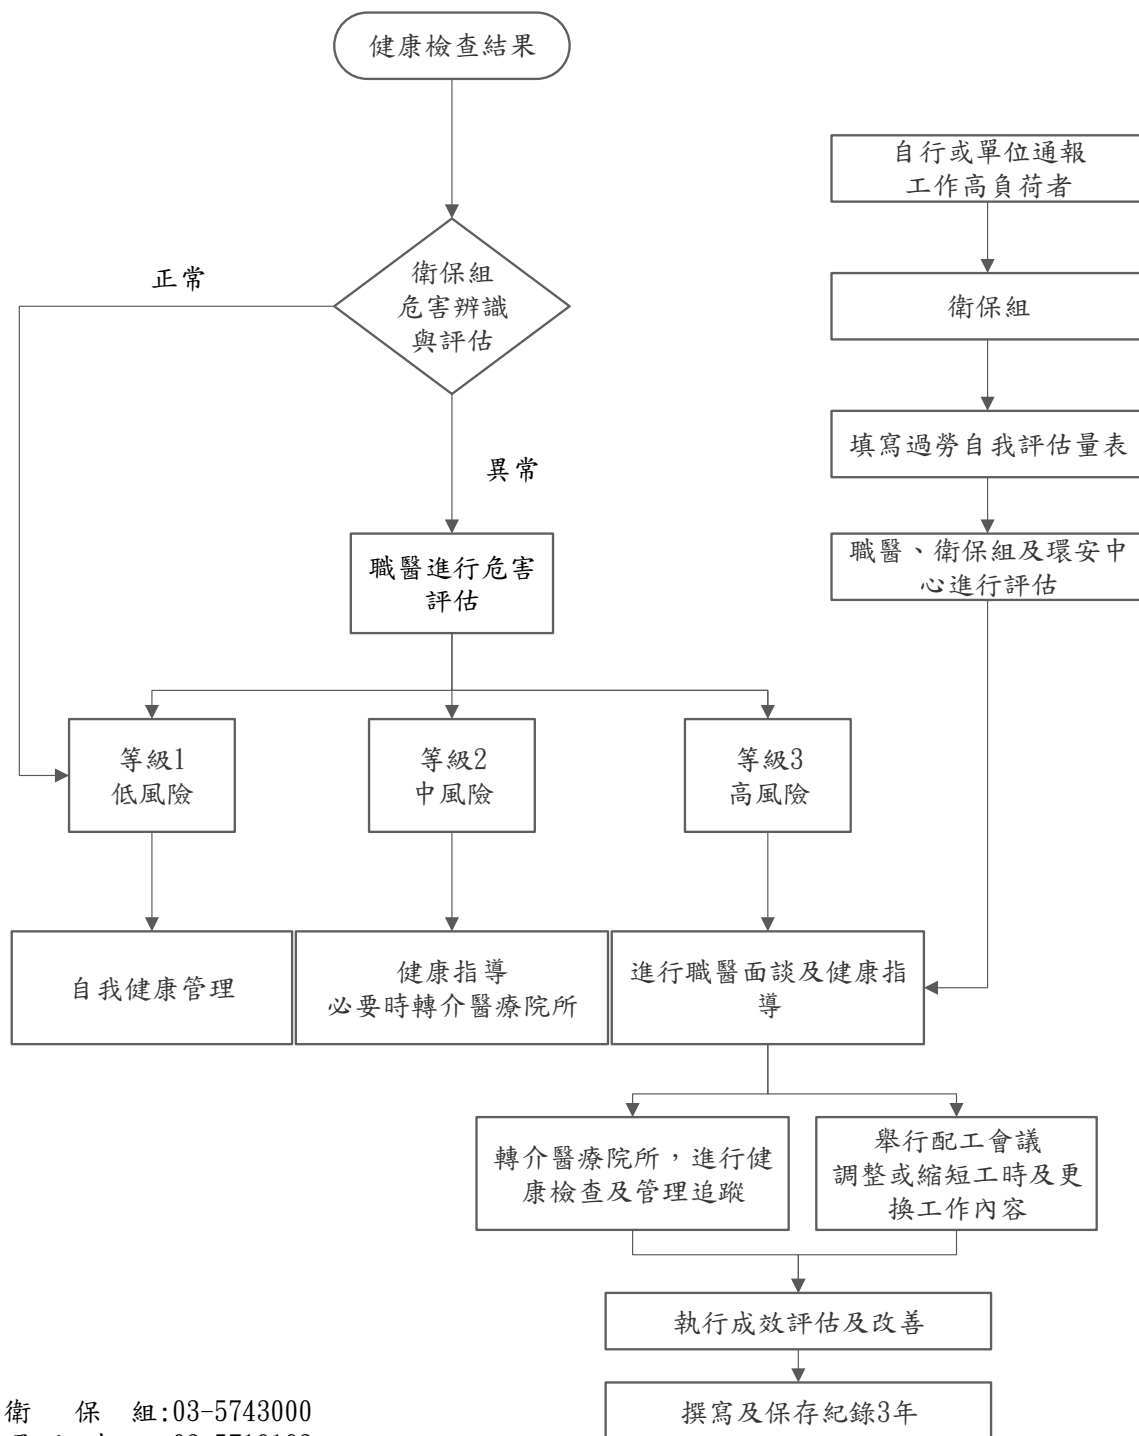 健康檢查結果
自行或單位通報
工作高負荷者
衛保組
危害辨識
與評估
正常
衛保組
異常
填寫過勞自我評估量表
職醫進行危害
評估
職醫、衛保組及環安中
心進行評估
等級1
低風險
等級2
中風險
等級3
高風險
自我健康管理
健康指導
必要時轉介醫療院所
進行職醫面談及健康指
導
轉介醫療院所，進行健
康檢查及管理追蹤
舉行配工會議
調整或縮短工時及更
換工作內容
執行成效評估及改善
撰寫及保存紀錄3年
衛 保 組:03-5743000